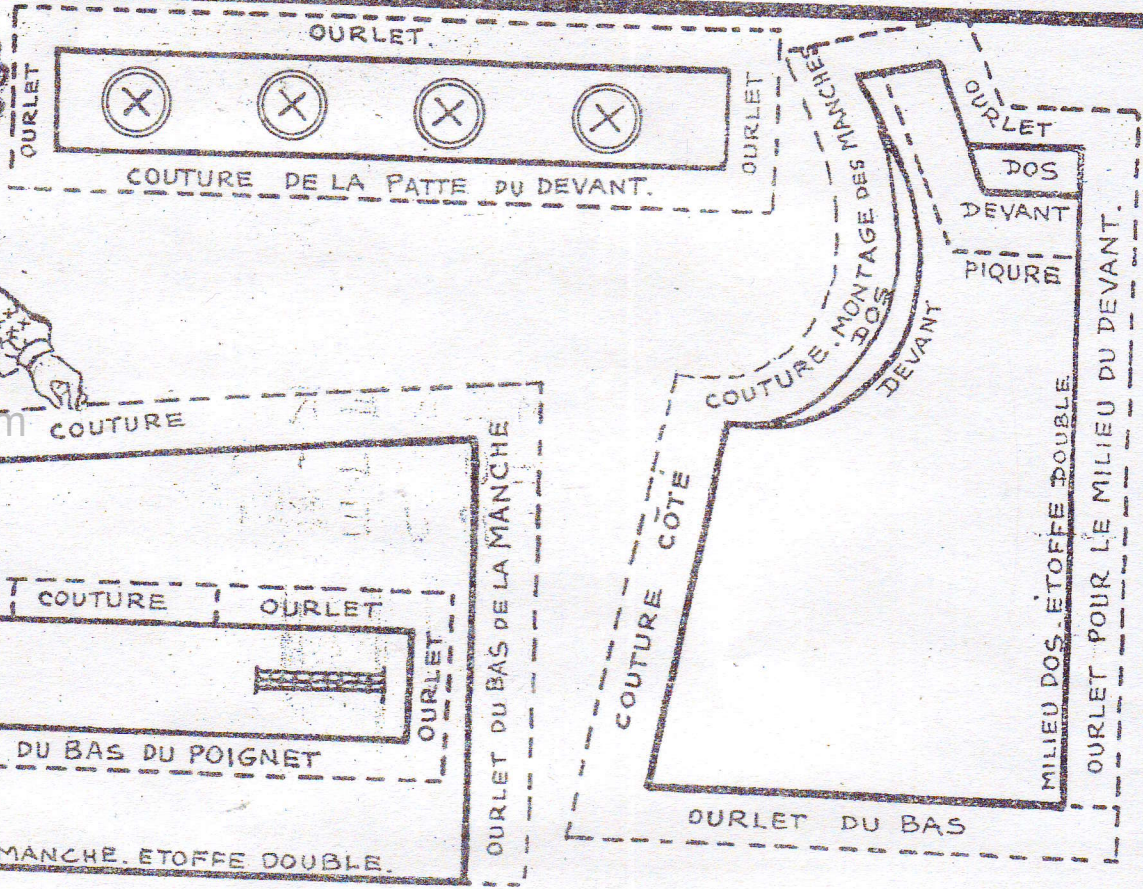 OURLET.
OURLET
OURLET
COUTURE DE LA PATTE DU DEVANT.
COUTURE. MONTAGE DES MANCHES
DOS
DEVANT
OURLET
DOS
DEVANT
PIQURE
COUTURE
OURLET DU BAS DE LA MANCHE
COUTURE
OURLET
OURLET
DU BAS DU POIGNET
MANCHE. ETOFFE DOUBLE.
COUTURE CÔTÉ
MILIEU DOS. ETOFFE DOUBLE
OURLET POUR LE MILIEU DU DEVANT.
OURLET DU BAS
m